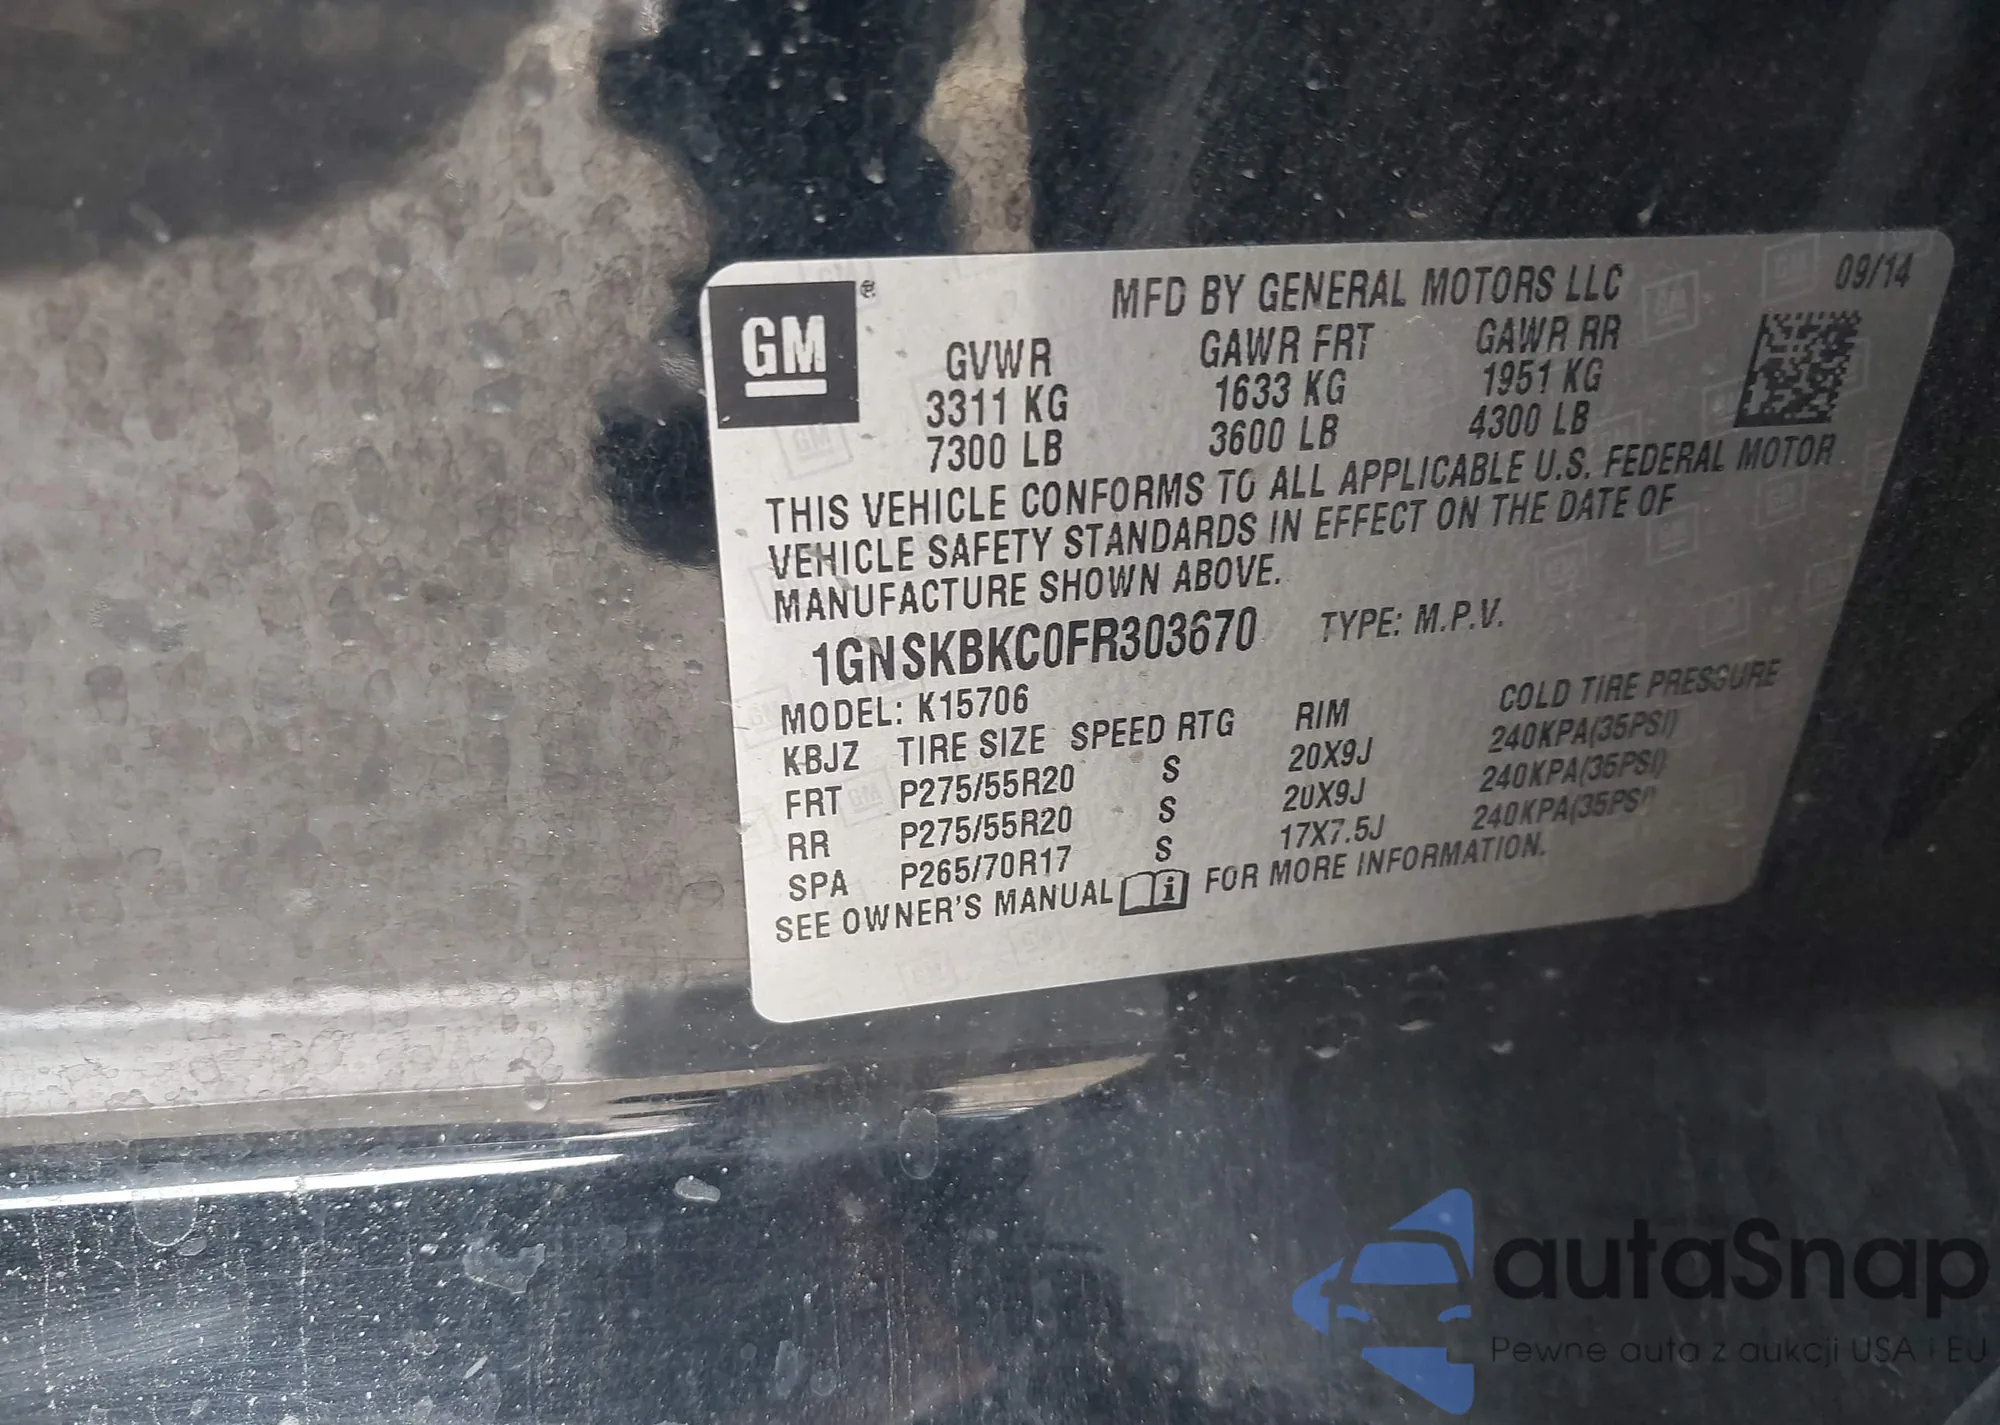 GM ®
MFD BY GENERAL MOTORS LLC 09/14
GVWR GAWR FRT GAWR RR
3311 KG 1633 KG 1951 KG
7300 LB 3600 LB 4300 LB
THIS VEHICLE CONFORMS TO ALL APPLICABLE U.S. FEDERAL MOTOR
VEHICLE SAFETY STANDARDS IN EFFECT ON THE DATE OF
MANUFACTURE SHOWN ABOVE.
1GNSKBKC0FR303670 TYPE: M.P.V.
MODEL: K15706
KBJZ TIRE SIZE SPEED RTG RIM COLD TIRE PRESSURE
FRT P275/55R20 S 20X9J 240KPA(35PSI)
RR P275/55R20 S 20X9J 240KPA(35PSI)
SPA P265/70R17 S 17X7.5J 240KPA(35PSI)
SEE OWNER'S MANUAL i FOR MORE INFORMATION.
autaSnap
Pewne auta z aukcji USA i EU